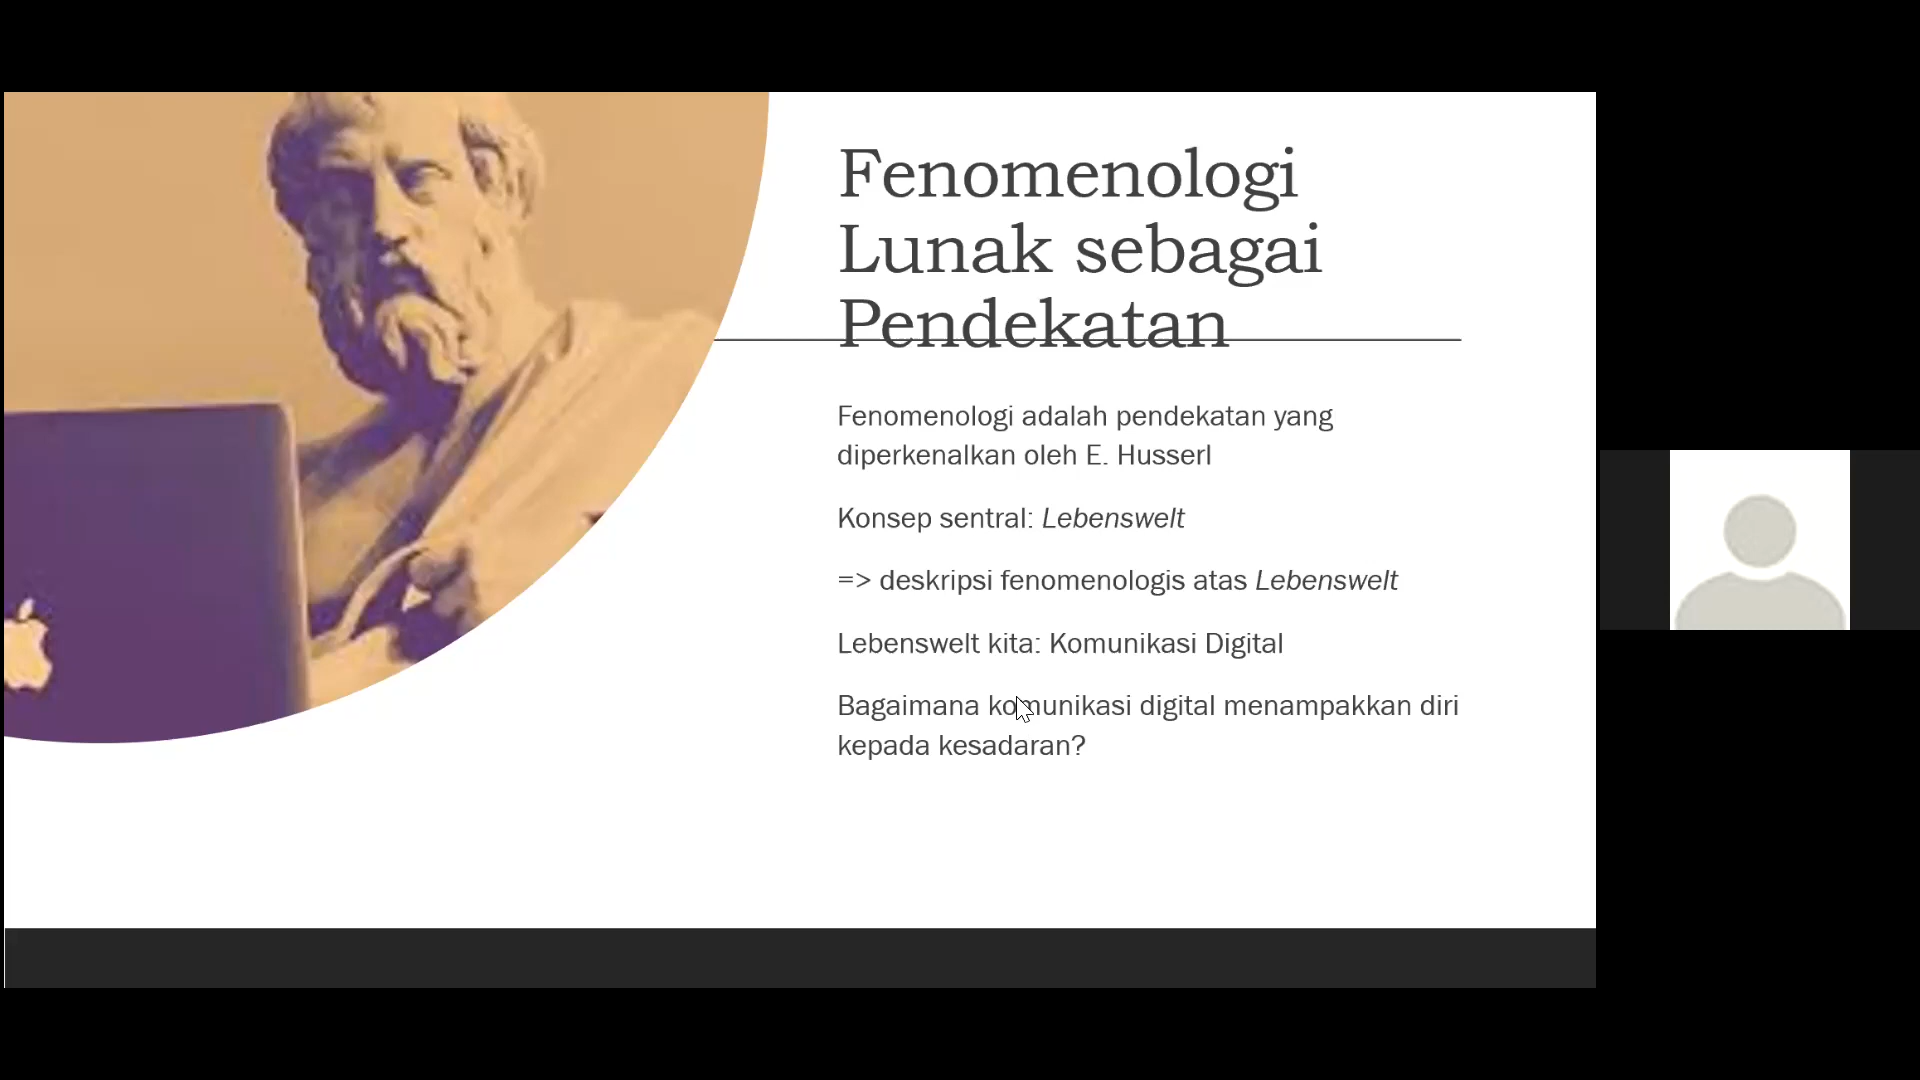 Fenomenologi
Lunak sebagai
Pendekatan
Fenomenologi adalah pendekatan yang
diperkenalkan oleh E. Husserl
Konsep sentral: Lebenswelt
=> deskripsi fenomenologis atas Lebenswelt
Lebenswelt kita: Komunikasi Digital
Bagaimana komunikasi digital menampakkan diri
kepada kesadaran?